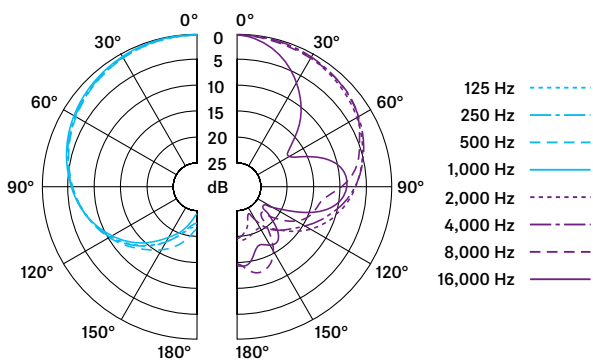 0° 0°
30° 0 30°
5
10
60° 15 60°
20
25
90° dB 90°
120° 120°
150° 150°
180° 180°
125 Hz
250 Hz
500 Hz
1,000 Hz
2,000 Hz
4,000 Hz
8,000 Hz
16,000 Hz